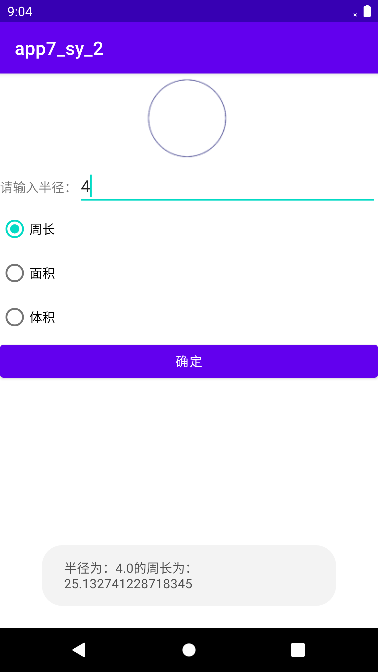 9:04
app7_sy_2
请输入半径：
4
周长
面积
体积
确定
半径为：4.0的周长为：
25.132741228718345